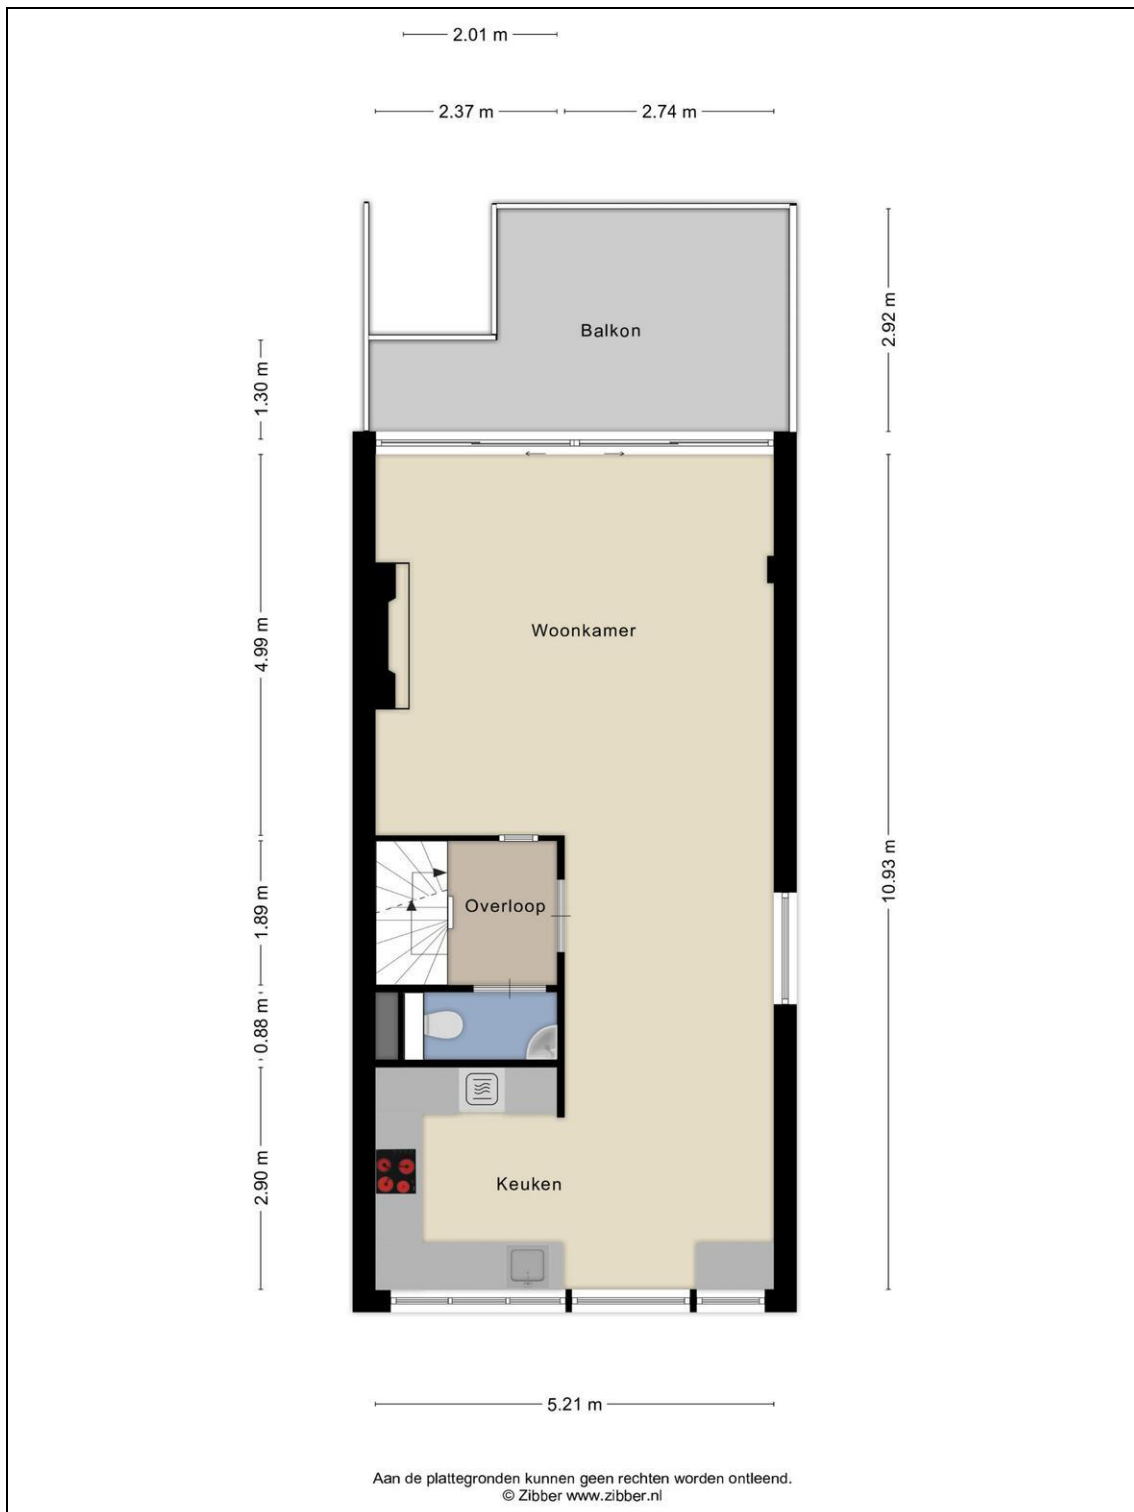 2.01 m
2.37 m
2.74 m
Balkon
2.92 m
1.30 m
Woonkamer
4.99 m
10.93 m
Overloop
1.89 m
0.88 m
Keuken
2.90 m
5.21 m
Aan de plattegronden kunnen geen rechten worden ontleend.
© Zibber www.zibber.nl